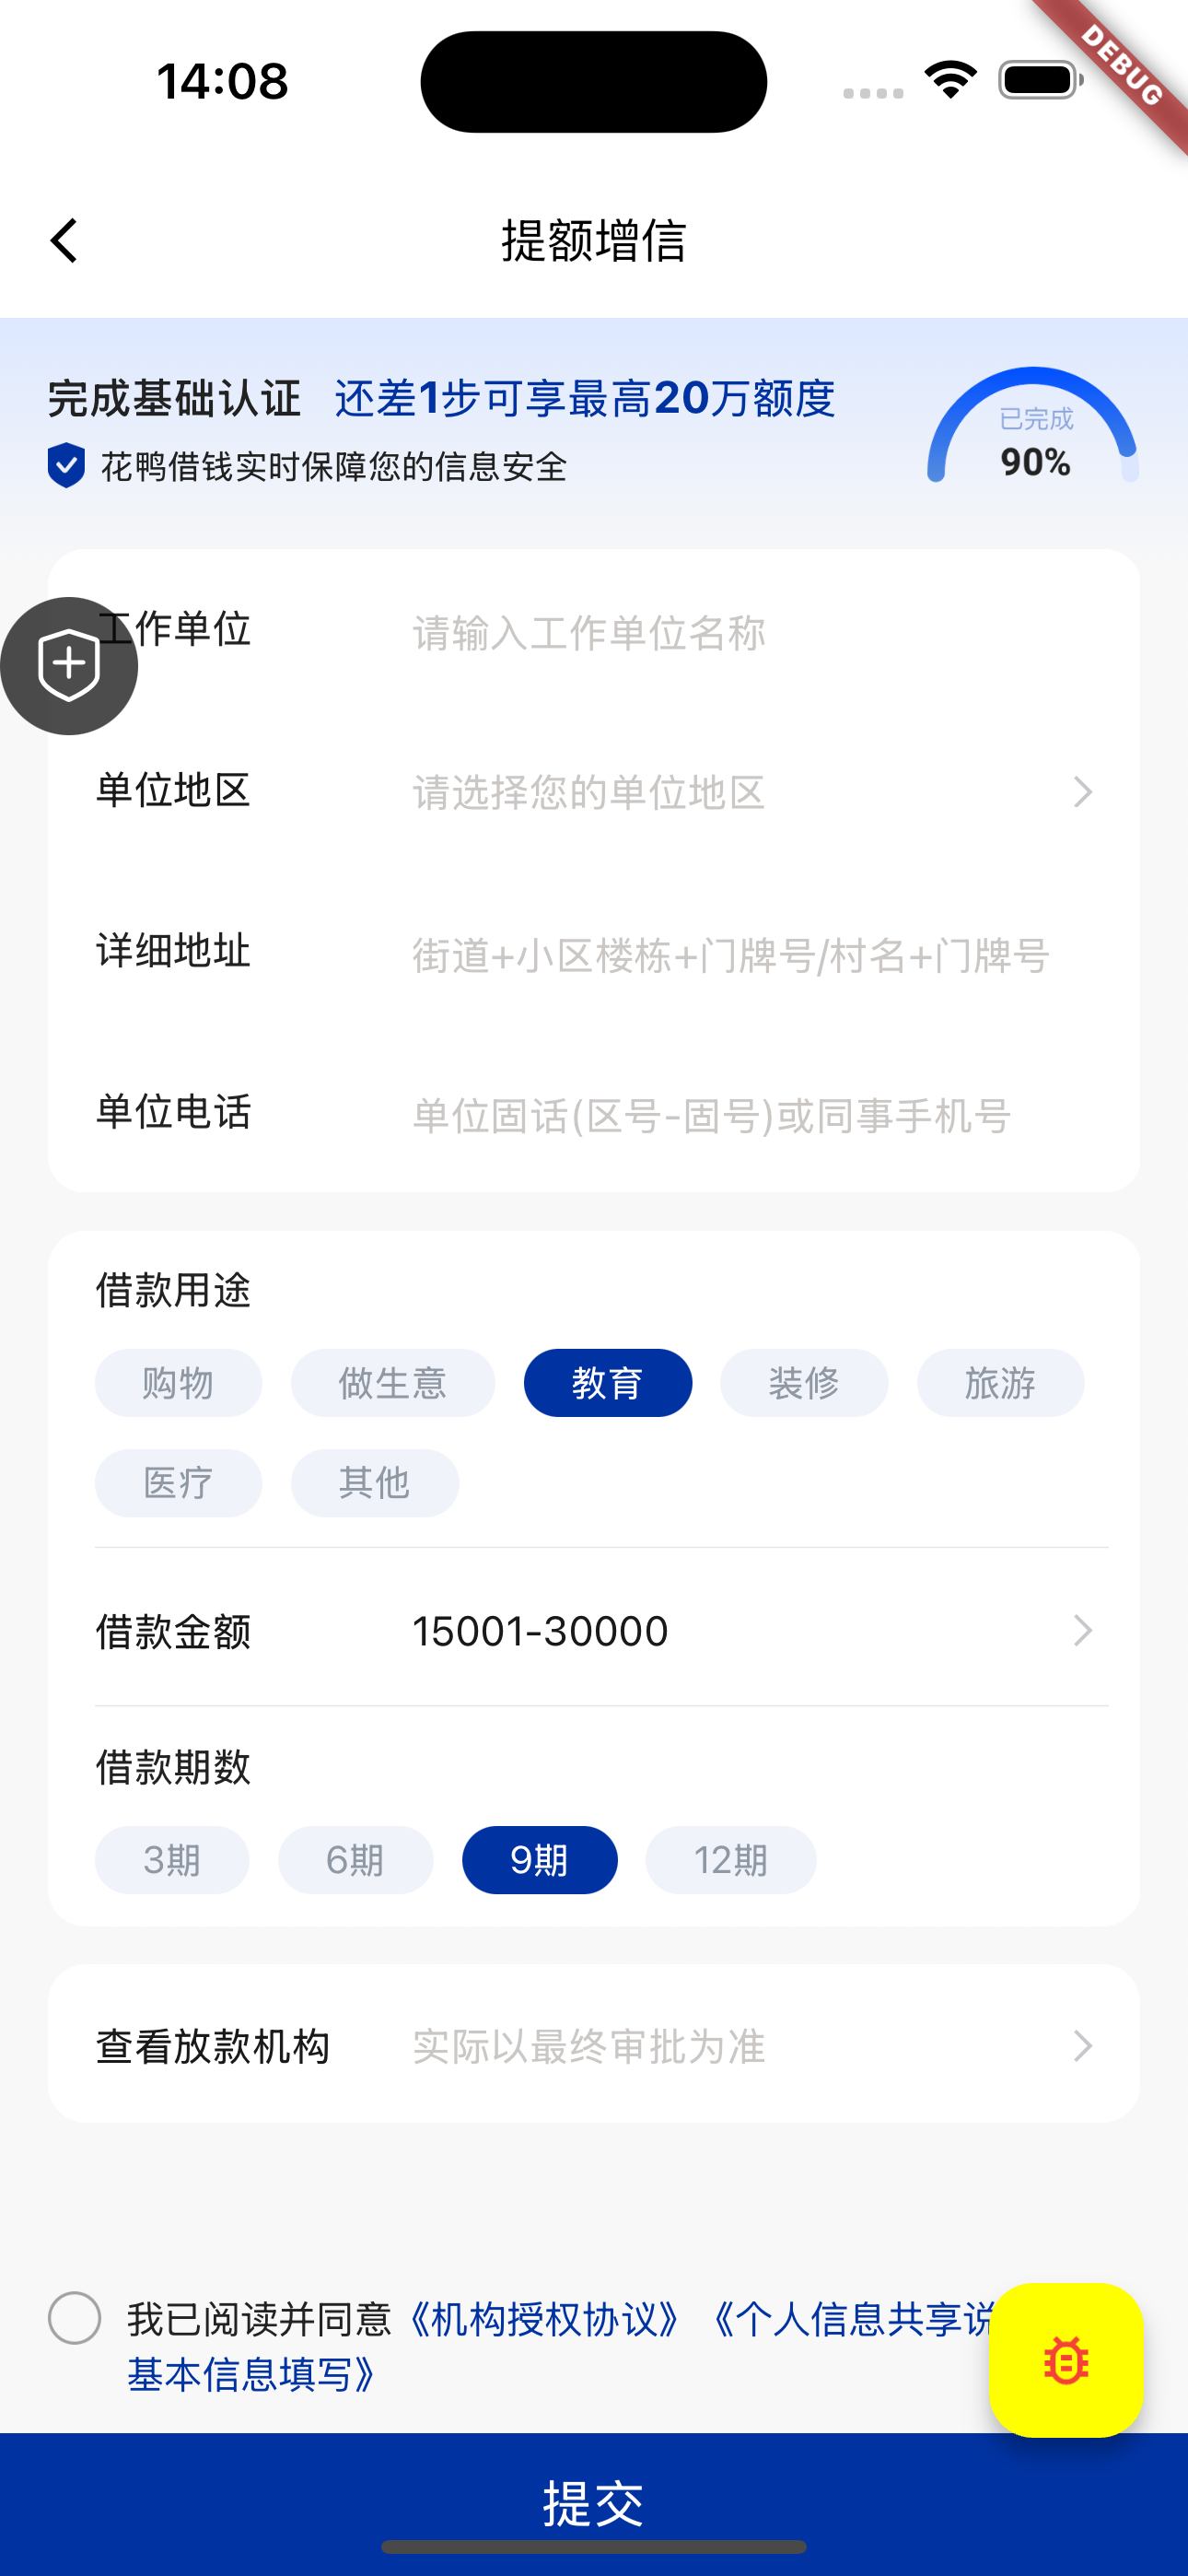 14:08
DEBUG
提额增信
完成基础认证 还差1步可享最高20万额度
花鸭借钱实时保障您的信息安全
已完成
90%
工作单位 请输入工作单位名称
单位地区 请选择您的单位地区
详细地址 街道+小区楼栋+门牌号/村名+门牌号
单位电话 单位固话(区号-固号)或同事手机号
借款用途
购物 做生意 教育 装修 旅游
医疗 其他
借款金额 15001-30000
借款期数
3期 6期 9期 12期
查看放款机构 实际以最终审批为准
我已阅读并同意《机构授权协议》《个人信息共享说
基本信息填写》
提交